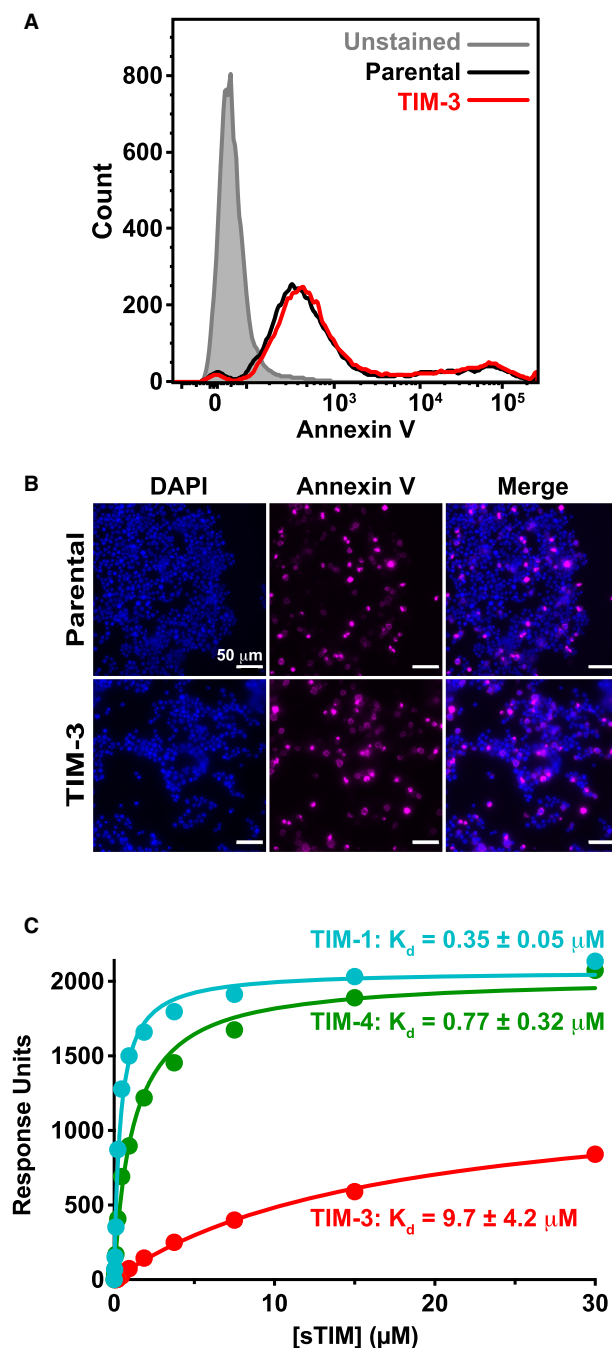 A
Unstained
Parental
TIM-3
800
600
400
200
0
Count
0 10³ 10⁴ 10⁵
Annexin V
B
DAPI Annexin V Merge
Parental
50 μm
TIM-3
C
TIM-1: Kd = 0.35 ± 0.05 μM
TIM-4: Kd = 0.77 ± 0.32 μM
TIM-3: Kd = 9.7 ± 4.2 μM
2000
1500
1000
500
0
Response Units
0 10 20 30
[sTIM] (μM)